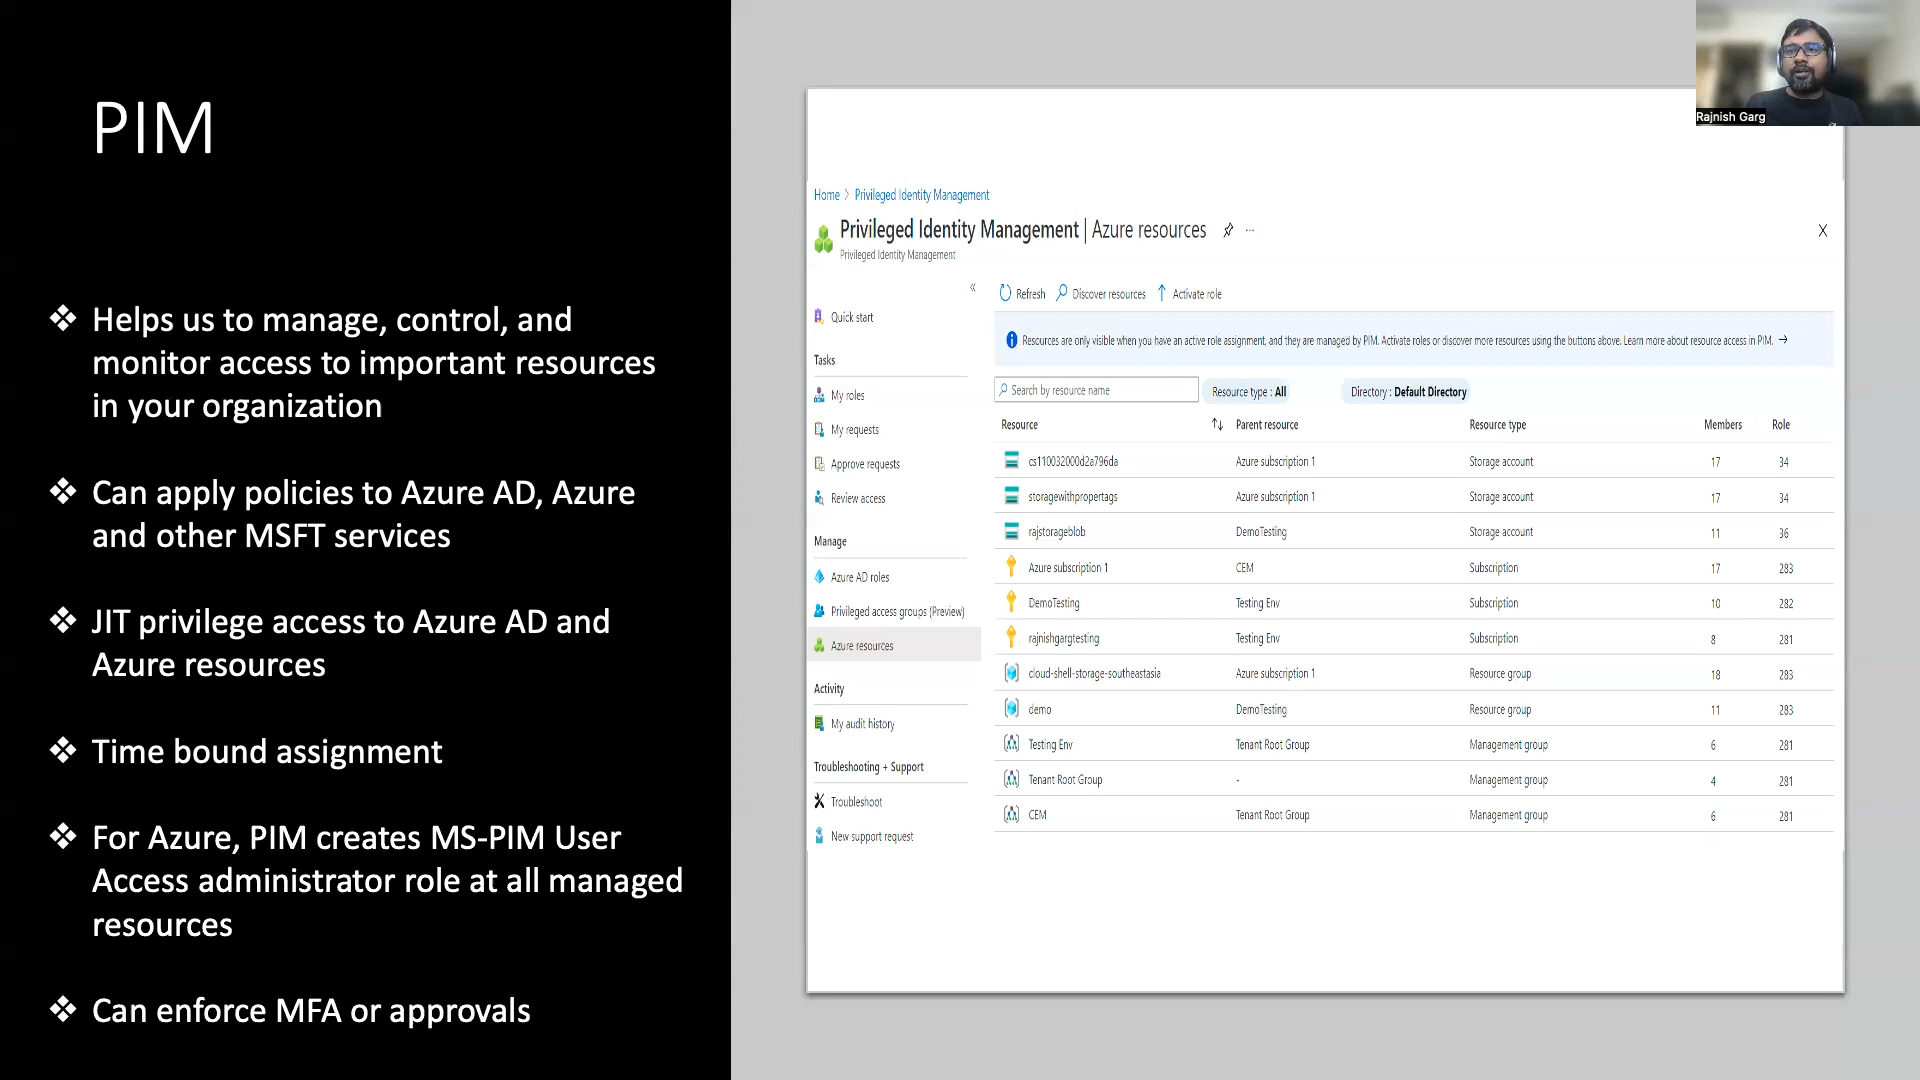 PIM
Helps us to manage, control, and
monitor access to important resources
in your organization
Can apply policies to Azure AD, Azure
and other MSFT services
JIT privilege access to Azure AD and
Azure resources
Time bound assignment
For Azure, PIM creates MS-PIM User
Access administrator role at all managed
resources
Can enforce MFA or approvals
Rajnish Garg
Home > Privileged Identity Management
Privileged Identity Management | Azure resources ...
Privileged Identity Management
X
«
Quick start
Tasks
My roles
My requests
Approve requests
Review access
Manage
Azure AD roles
Privileged access groups (Preview)
Azure resources
Activity
My audit history
Troubleshooting + Support
Troubleshoot
New support request
Refresh Discover resources Activate role
Resources are only visible when you have an active role assignment, and they are managed by PIM. Activate roles or discover more resources using the buttons above. Learn more about resource access in PIM. →
Search by resource name Resource type : All Directory : Default Directory
Resource Parent resource Resource type Members Role
cs110032000d2a796da Azure subscription 1 Storage account 17 34
storagewithpropertags Azure subscription 1 Storage account 17 34
rajstorageblob DemoTesting Storage account 11 36
Azure subscription 1 CEM Subscription 17 283
DemoTesting Testing Env Subscription 10 282
rajnishgargtesting Testing Env Subscription 8 281
cloud-shell-storage-southeastasia Azure subscription 1 Resource group 18 283
demo DemoTesting Resource group 11 283
Testing Env Tenant Root Group Management group 6 281
Tenant Root Group - Management group 4 281
CEM Tenant Root Group Management group 6 281